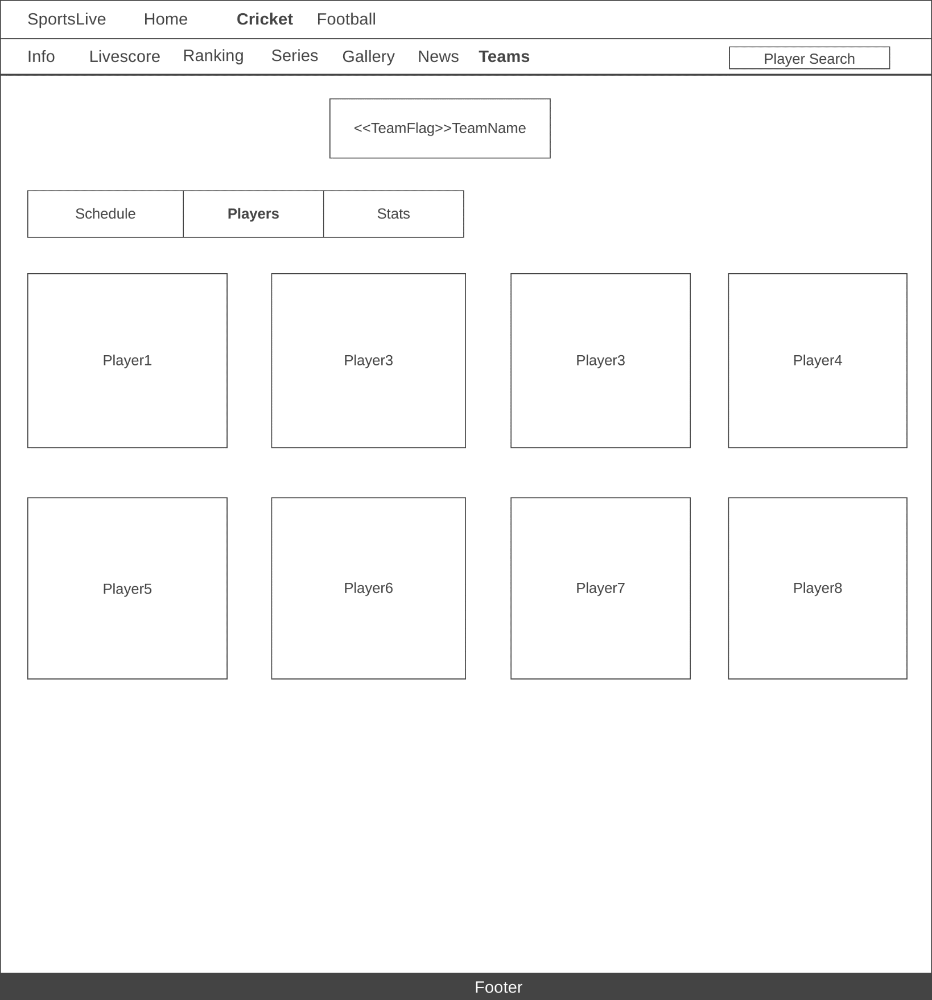 SportsLive Home Cricket Football
Info Livescore Ranking Series Gallery News Teams Player Search
<<TeamFlag>>TeamName
Schedule Players Stats
Player1 Player3 Player3 Player4
Player5 Player6 Player7 Player8
Footer